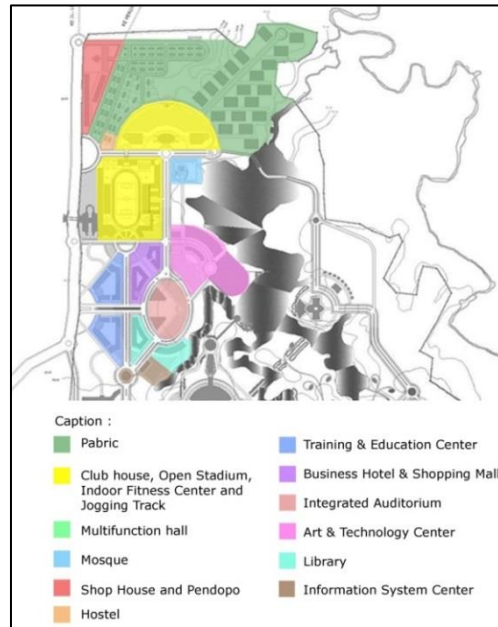 Caption :
Pabric
Club house, Open Stadium,
Indoor Fitness Center and
Jogging Track
Multifunction hall
Mosque
Shop House and Pendopo
Hostel
Training & Education Center
Business Hotel & Shopping Mall
Integrated Auditorium
Art & Technology Center
Library
Information System Center